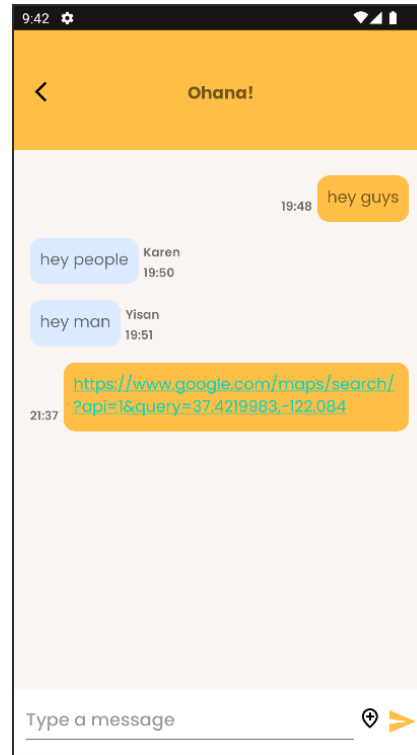 9:42
Ohana!
19:48 hey guys
hey people Karen
19:50
hey man Yisan
19:51
https://www.google.com/maps/search/
?api=1&query=37.4219983,-122.084
21:37
Type a message